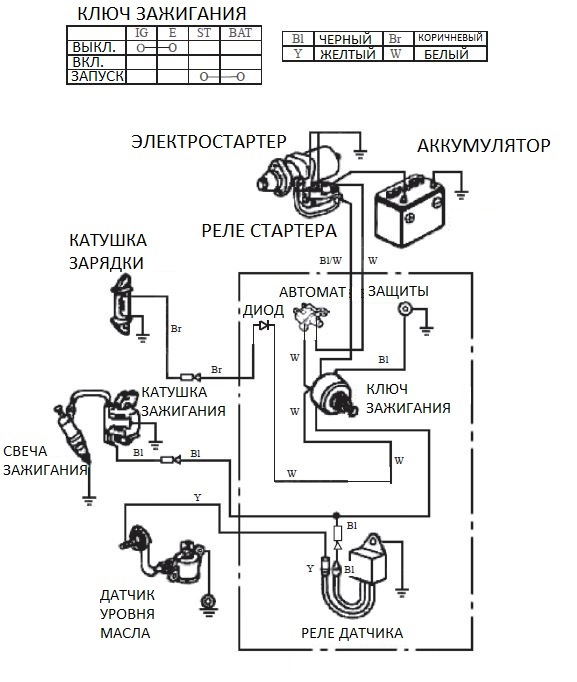 КЛЮЧ ЗАЖИГАНИЯ
IG E ST BAT
ВЫКЛ.
ВКЛ.
ЗАПУСК
Bl ЧЕРНЫЙ Br КОРИЧНЕВЫЙ
Y ЖЕЛТЫЙ W БЕЛЫЙ
ЭЛЕКТРОСТАРТЕР
АККУМУЛЯТОР
РЕЛЕ СТАРТЕРА
КАТУШКА
ЗАРЯДКИ
Bl/W W
АВТОМАТ ЗАЩИТЫ
ДИОД
Br
Br
W
Bl
КЛЮЧ
ЗАЖИГАНИЯ
КАТУШКА
ЗАЖИГАНИЯ
W
СВЕЧА
ЗАЖИГАНИЯ
Bl Bl
W
W
Y
Bl
Y Bl
ДАТЧИК
УРОВНЯ
МАСЛА
РЕЛЕ ДАТЧИКА